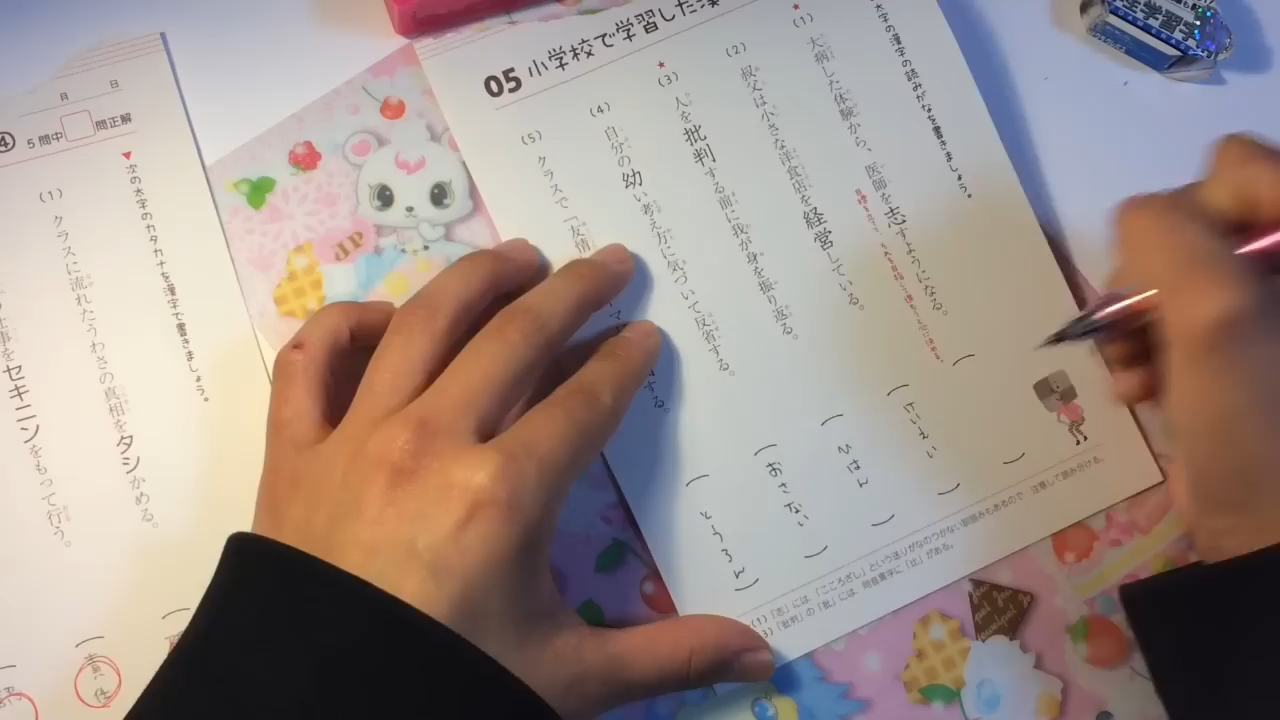 05 小学校で学習した漢
太字の漢字の読みがなを書きましょう。
(1) 大病した体験から、医師を志すようになる。
(2) 叔父は小さな洋食店を経営している。
(けいえい)
(3) 人を批判する前に我が身を振り返る。
(ひはん)
(4) 自分の幼い考え方に気づいて反省する。
(おさない)
(5) クラスで「友情
する。
(とうろん)
(1)「志」には「こころざし」という送りがなのつかない訓読みもあるので 注意して読み分ける。
(3)「批判」の「批」には、同音異字に「比」がある。
月 日
④ 5問中 問正解
▼次の太字のカタカナを漢字で書きましょう。
(1) クラスに流れたうわさの真相をタシかめる。
事をセキニンをもって行う。
責任
JP